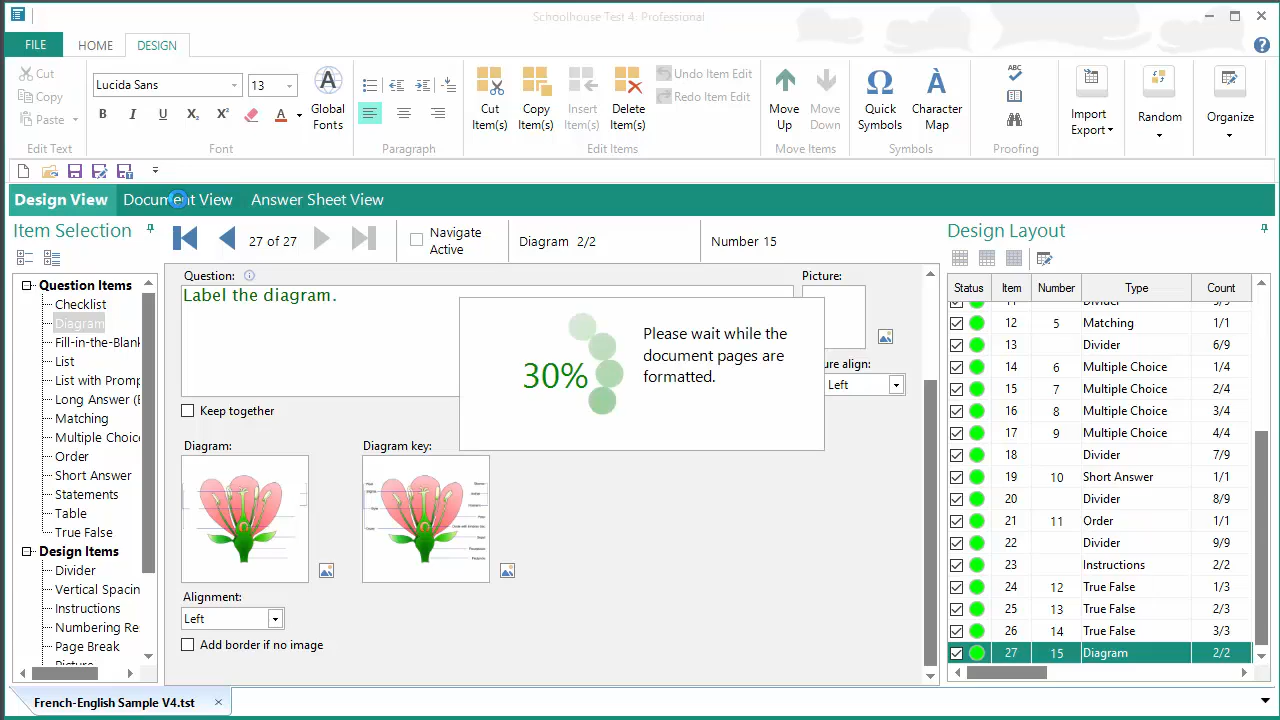 Schoolhouse Test 4: Professional
FILE HOME DESIGN
Cut
Copy
Paste
Edit Text
Lucida Sans 13
B I U X₂ X² A
Font
A
Global
Fonts
Paragraph
Cut
Item(s)
Copy
Item(s)
Insert
Item(s)
Delete
Item(s)
Undo Item Edit
Redo Item Edit
Edit Items
Move
Up
Move
Down
Move Items
Ω
Quick
Symbols
À
Character
Map
Symbols
ABC
Proofing
Import
Export
Random
Organize
Design View Document View Answer Sheet View
Item Selection
27 of 27
Navigate
Active
Diagram 2/2
Number 15
Design Layout
Question Items
Checklist
Diagram
Fill-in-the-Blank
List
List with Promp
Long Answer (E
Matching
Multiple Choic
Order
Short Answer
Statements
Table
True False
Design Items
Divider
Vertical Spacin
Instructions
Numbering Re
Page Break
Question:
Label the diagram.
Picture:
ure align:
Left
30%
Please wait while the
document pages are
formatted.
Keep together
Diagram:
Diagram key:
Alignment:
Left
Add border if no image
Status Item Number Type Count
12 5 Matching 1/1
13 Divider 6/9
14 6 Multiple Choice 1/4
15 7 Multiple Choice 2/4
16 8 Multiple Choice 3/4
17 9 Multiple Choice 4/4
18 Divider 7/9
19 10 Short Answer 1/1
20 Divider 8/9
21 11 Order 1/1
22 Divider 9/9
23 Instructions 2/2
24 12 True False 1/3
25 13 True False 2/3
26 14 True False 3/3
27 15 Diagram 2/2
French-English Sample V4.tst